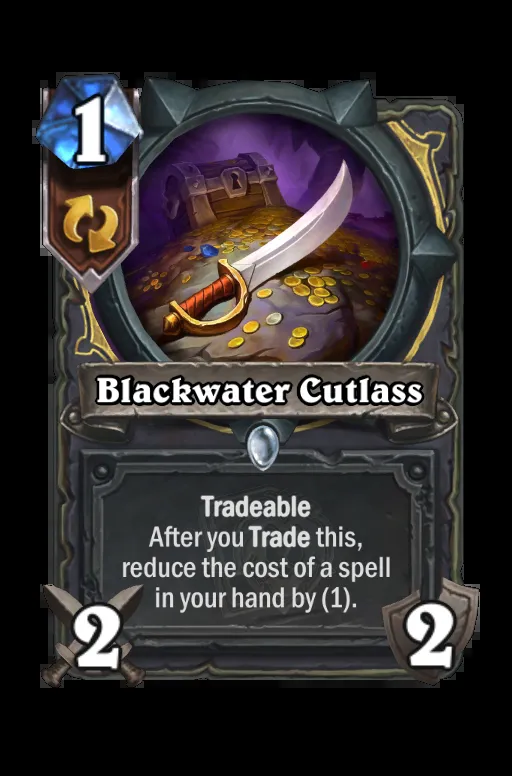 1
Blackwater Cutlass
Tradeable
After you Trade this,
reduce the cost of a spell
in your hand by (1).
2
2